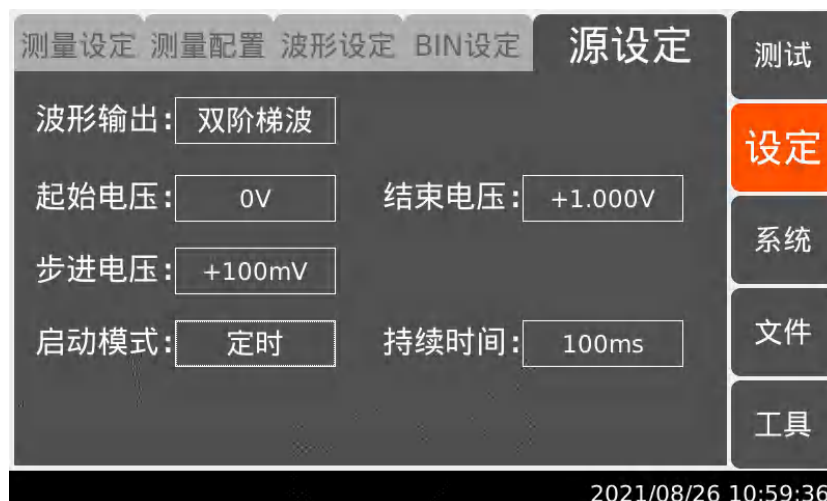 测量设定 测量配置 波形设定 BIN设定 源设定
波形输出: 双阶梯波
起始电压: 0V 结束电压: +1.000V
步进电压: +100mV
启动模式: 定时 持续时间: 100ms
测试
设定
系统
文件
工具
2021/08/26 10:59:36